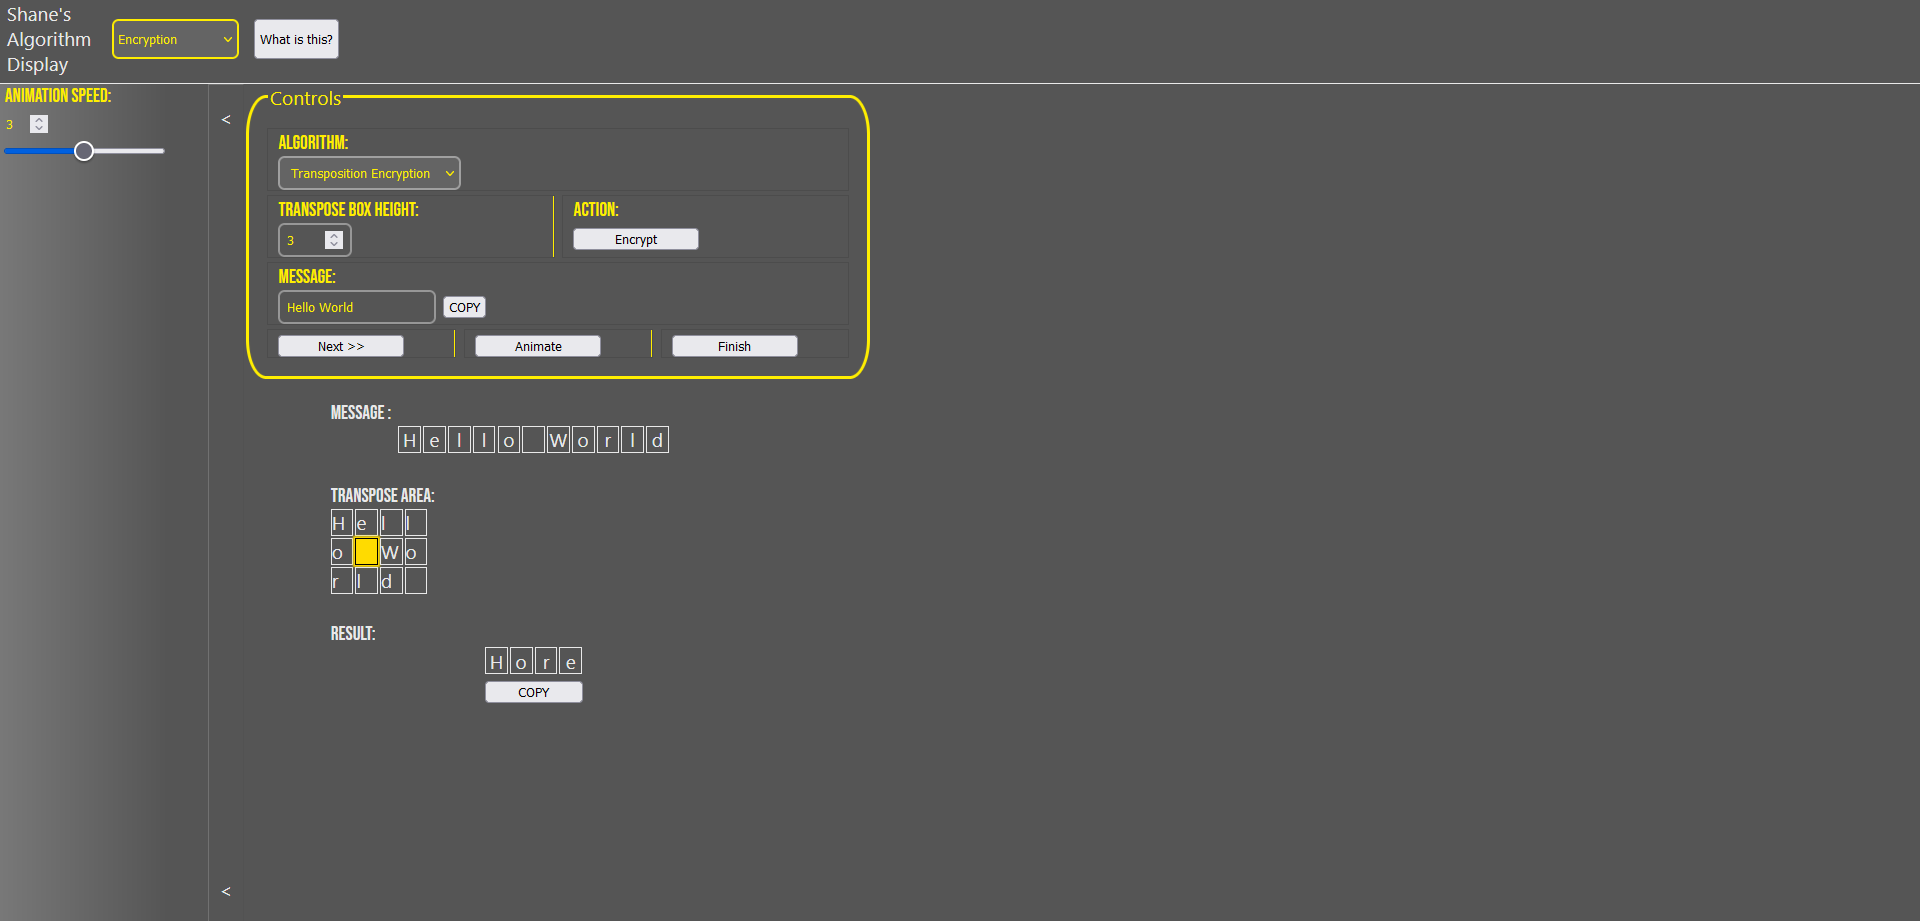 Shane's
Algorithm
Display
Encryption
What is this?
ANIMATION SPEED:
3
<
Controls
ALGORITHM:
Transposition Encryption
TRANSPOSE BOX HEIGHT:
3
ACTION:
Encrypt
MESSAGE:
Hello World
COPY
Next >>
Animate
Finish
MESSAGE :
H e l l o W o r l d
TRANSPOSE AREA:
H e l l
o W o
r l d
RESULT:
H o r e
COPY
<